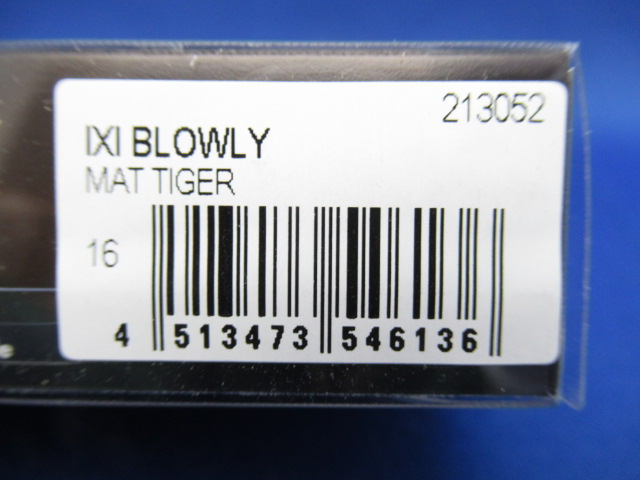 213052
IXI BLOWLY
MAT TIGER
16
4 513473 546136
e